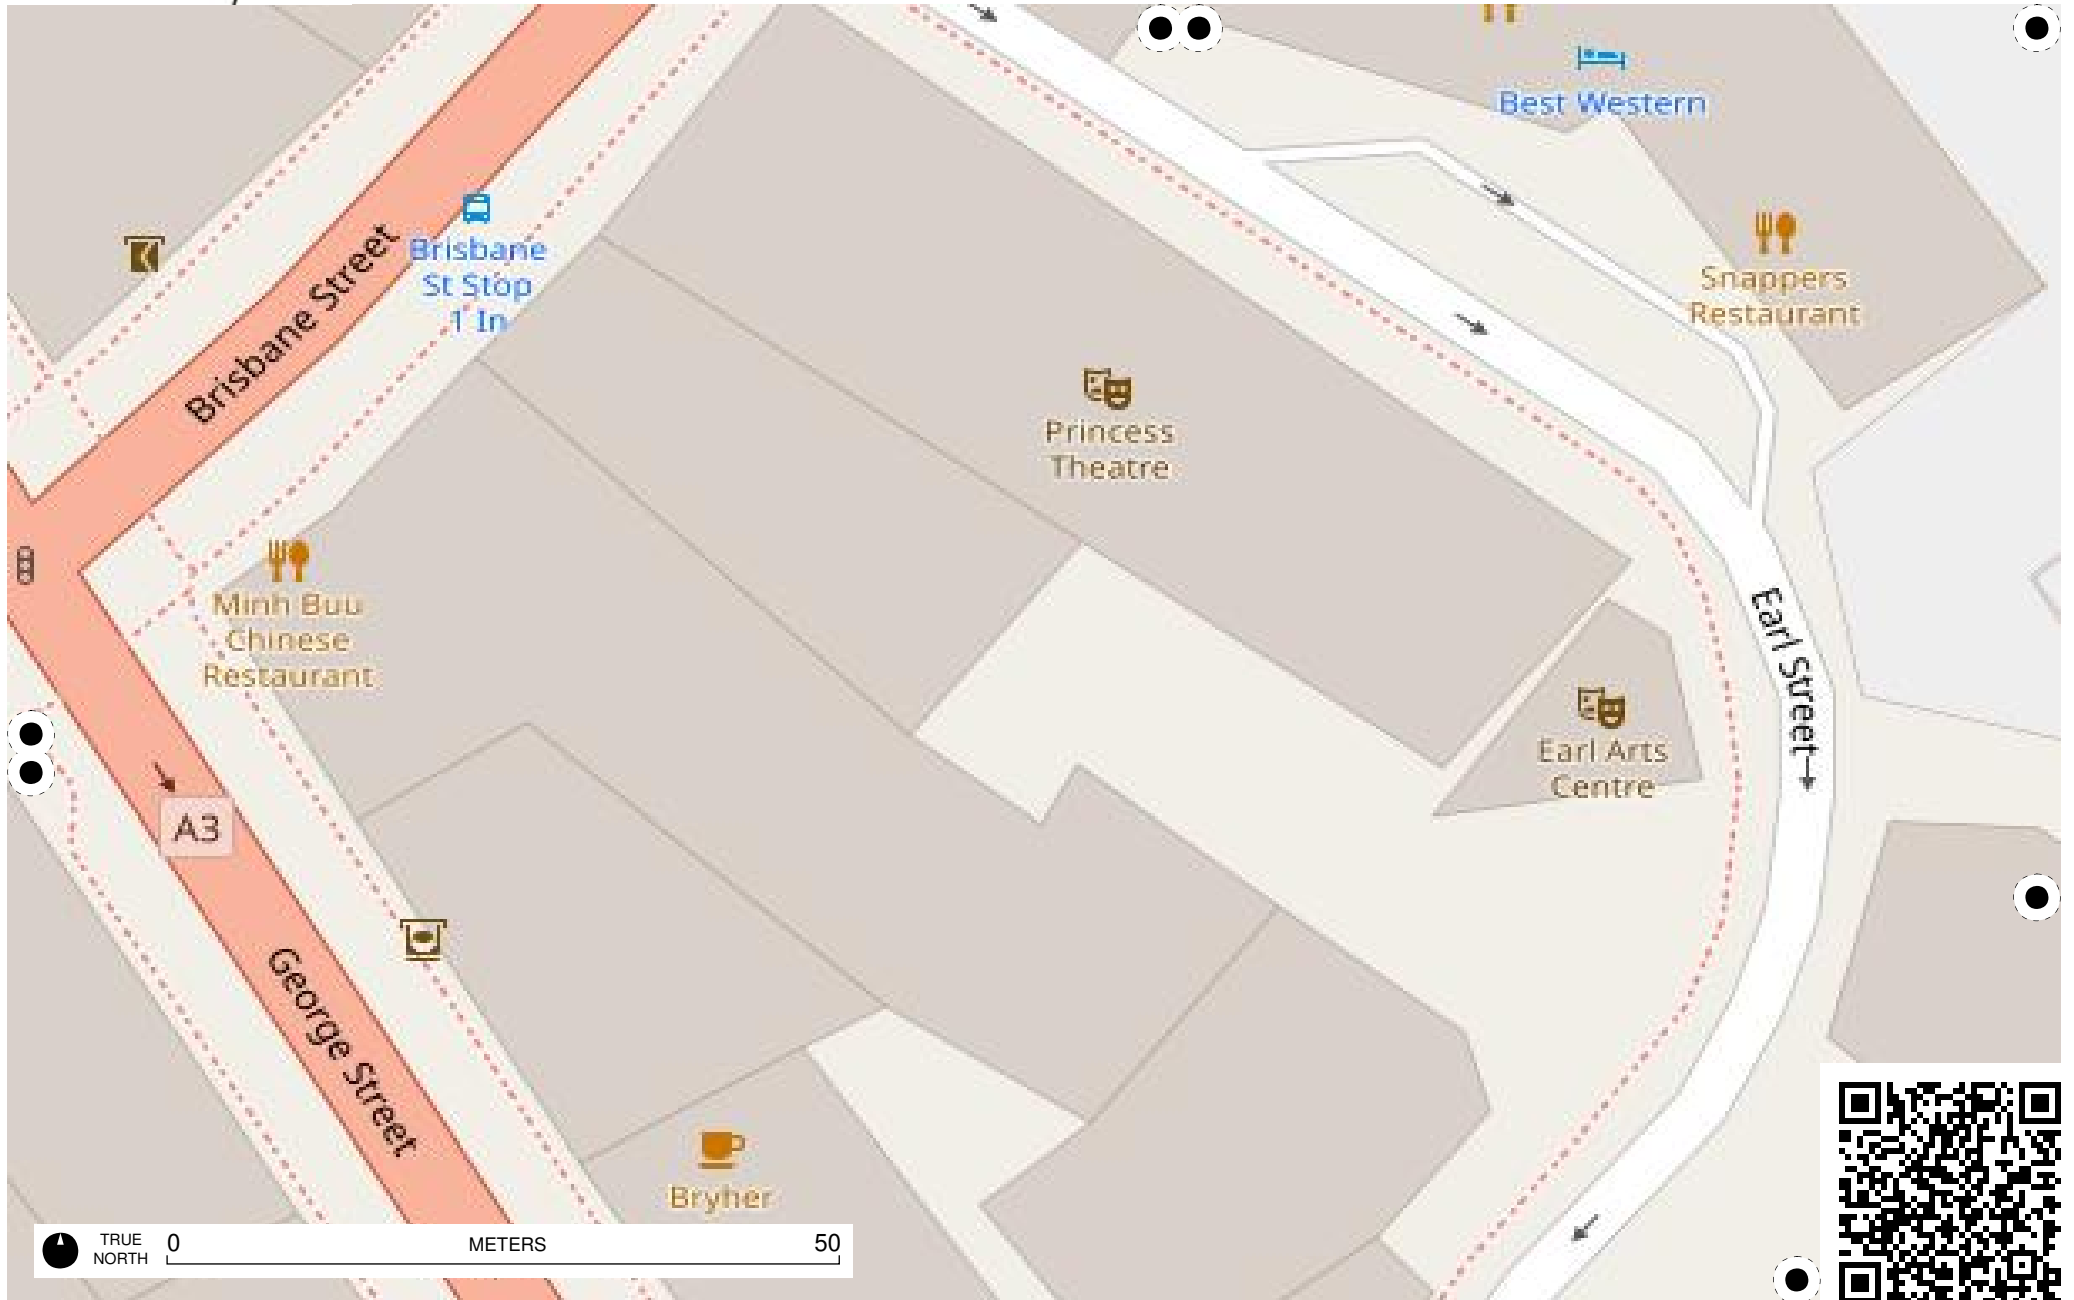 Best Western
Brisbane Street
Brisbane
St Stop
1 In
Snappers
Restaurant
Princess
Theatre
Minh Buu
Chinese
Restaurant
Earl Street
Earl Arts
Centre
A3
George Street
Bryher
TRUE
NORTH
0 METERS 50